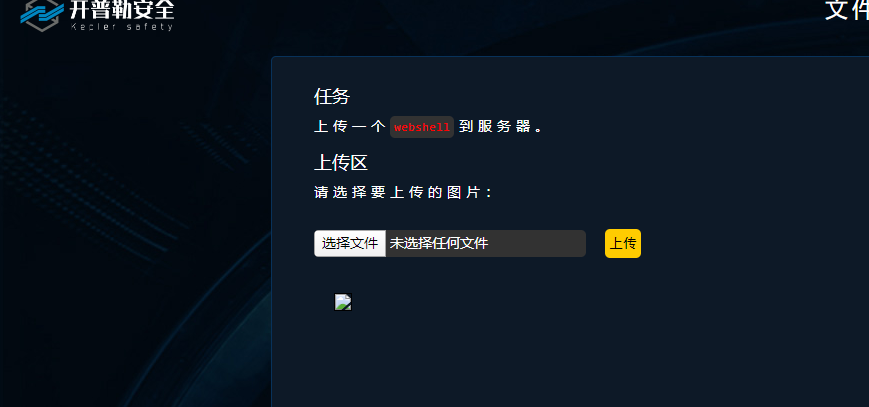 开普勒安全
Kepler safety
文件
任务
上传一个 webshell 到服务器。
上传区
请选择要上传的图片：
选择文件 未选择任何文件 上传